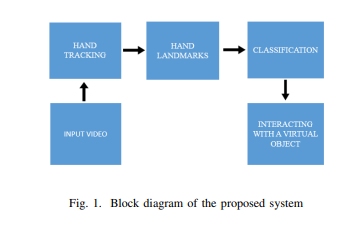 HAND
TRACKING
HAND
LANDMARKS
CLASSIFICATION
INPUT VIDEO
INTERACTING
WITH A VIRTUAL
OBJECT
Fig. 1. Block diagram of the proposed system